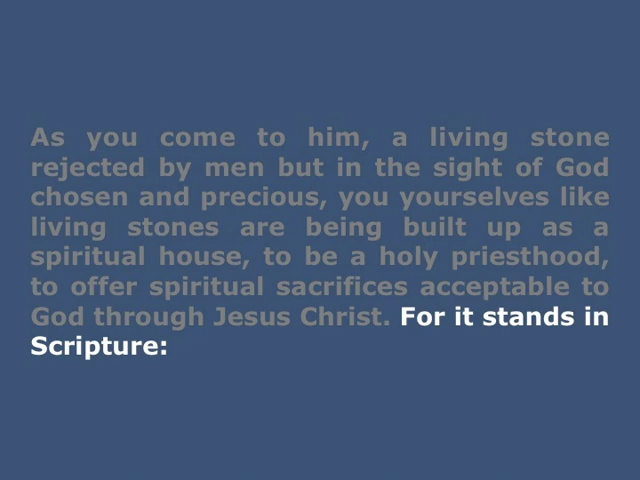 As you come to him, a living stone
rejected by men but in the sight of God
chosen and precious, you yourselves like
living stones are being built up as a
spiritual house, to be a holy priesthood,
to offer spiritual sacrifices acceptable to
God through Jesus Christ. For it stands in
Scripture: